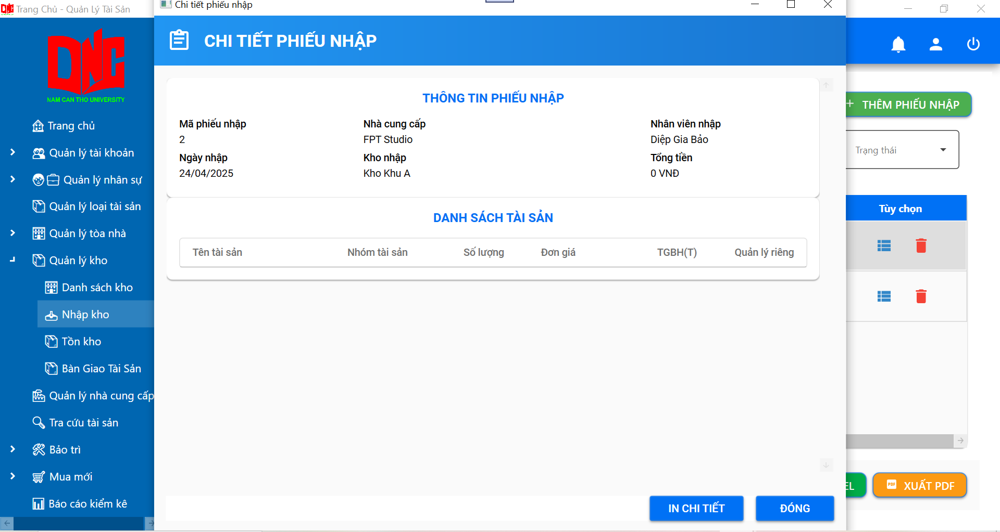 Trang Chủ - Quản Lý Tài Sản
Chi tiết phiếu nhập
DNC
NAM CAN THO UNIVERSITY
Trang chủ
Quản lý tài khoản
Quản lý nhân sự
Quản lý loại tài sản
Quản lý tòa nhà
Quản lý kho
Danh sách kho
Nhập kho
Tồn kho
Bàn Giao Tài Sản
Quản lý nhà cung cấp
Tra cứu tài sản
Bảo trì
Mua mới
Báo cáo kiểm kê
CHI TIẾT PHIẾU NHẬP
THÔNG TIN PHIẾU NHẬP
Mã phiếu nhập
2
Nhà cung cấp
FPT Studio
Nhân viên nhập
Diệp Gia Bảo
Ngày nhập
24/04/2025
Kho nhập
Kho Khu A
Tổng tiền
0 VNĐ
DANH SÁCH TÀI SẢN
Tên tài sản Nhóm tài sản Số lượng Đơn giá TGBH(T) Quản lý riêng
IN CHI TIẾT
ĐÓNG
+ THÊM PHIẾU NHẬP
Trạng thái
Tùy chọn
EL
PDF XUẤT PDF